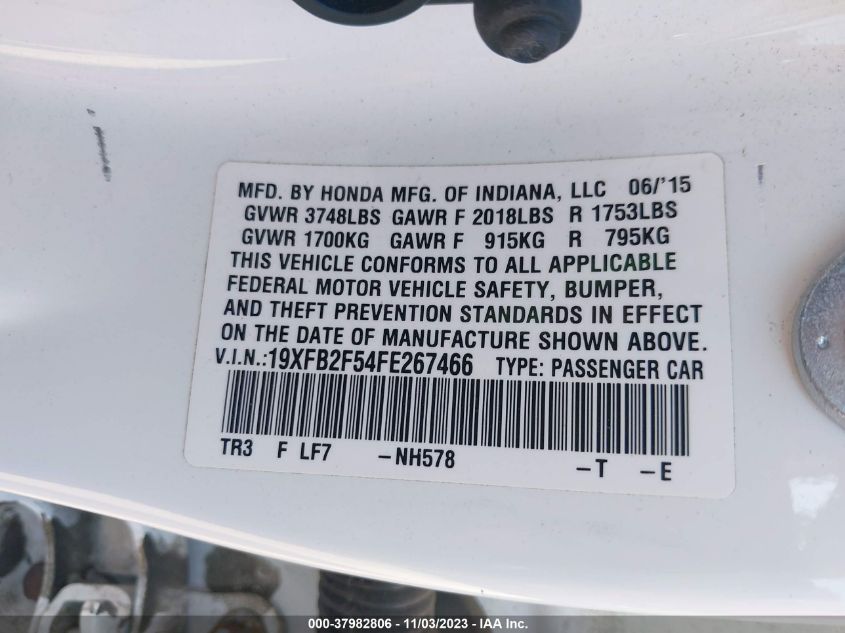 MFD. BY HONDA MFG. OF INDIANA, LLC 06/'15
GVWR 3748LBS GAWR F 2018LBS R 1753LBS
GVWR 1700KG GAWR F 915KG R 795KG
THIS VEHICLE CONFORMS TO ALL APPLICABLE
FEDERAL MOTOR VEHICLE SAFETY, BUMPER,
AND THEFT PREVENTION STANDARDS IN EFFECT
ON THE DATE OF MANUFACTURE SHOWN ABOVE.
V.I.N.:19XFB2F54FE267466 TYPE: PASSENGER CAR
TR3 F LF7 -NH578 -T -E
000-37982806 - 11/03/2023 - IAA Inc.